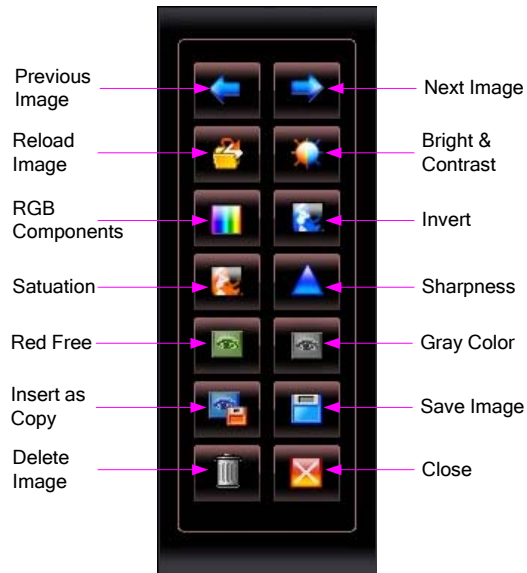 Previous
Image
Next Image
Reload
Image
Bright &
Contrast
RGB
Components
Invert
Satuation
Sharpness
Red Free
Gray Color
Insert as
Copy
Save Image
Delete
Image
Close